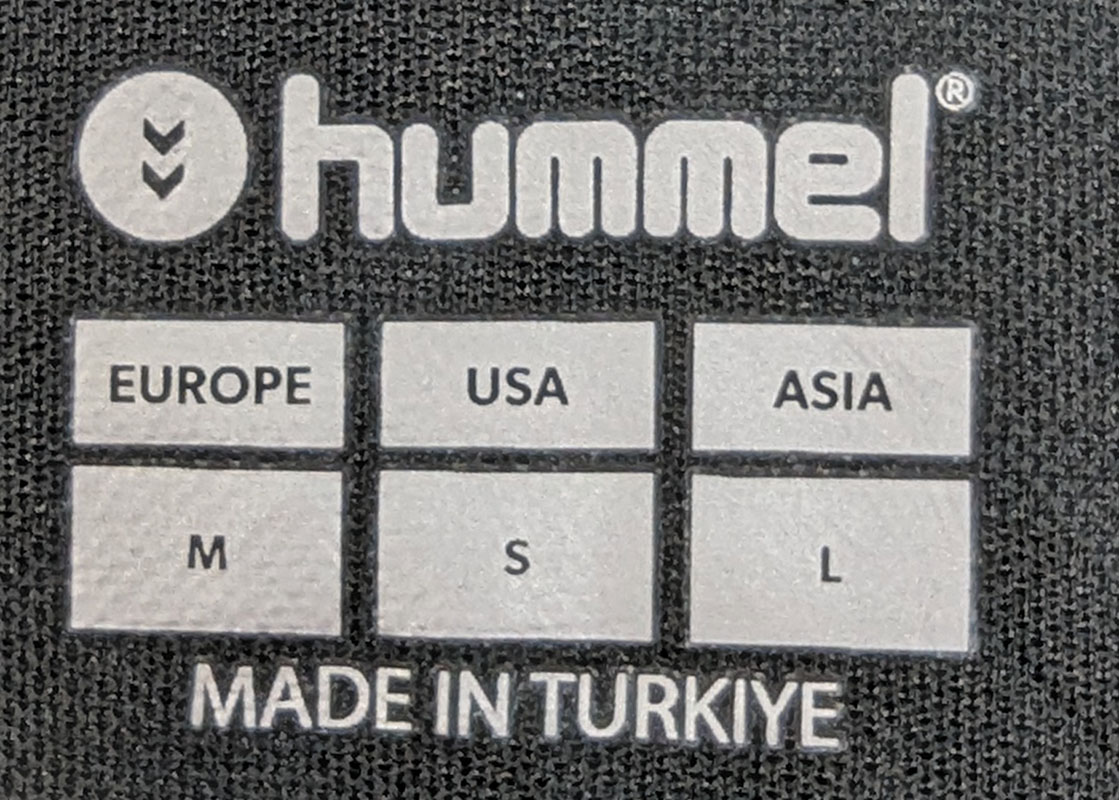 hummel®
EUROPE USA ASIA
M S L
MADE IN TURKIYE